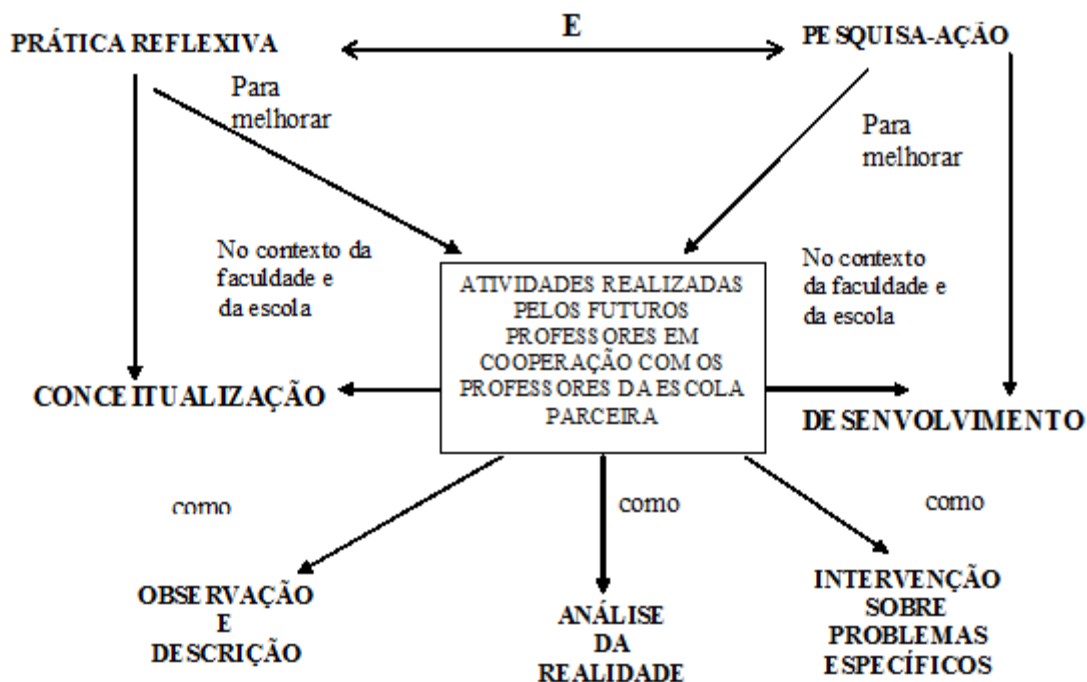 E
PRÁTICA REFLEXIVA
PESQUISA-AÇÃO
Para
melhorar
Para
melhorar
No contexto da
faculdade e
da escola
No contexto
da faculdade e
da escola
ATIVIDADES REALIZADAS
PELOS FUTUROS
PROFESSORES EM
COOPERAÇÃO COM OS
PROFESSORES DA ESCOLA
PARCEIRA
CONCEITUALIZAÇÃO
DESENVOLVIMENTO
como
como
como
OBSERVAÇÃO
E
DESCRIÇÃO
ANÁLISE
DA
REALIDADE
INTERVENÇÃO
SOBRE
PROBLEMAS
ESPECÍFICOS